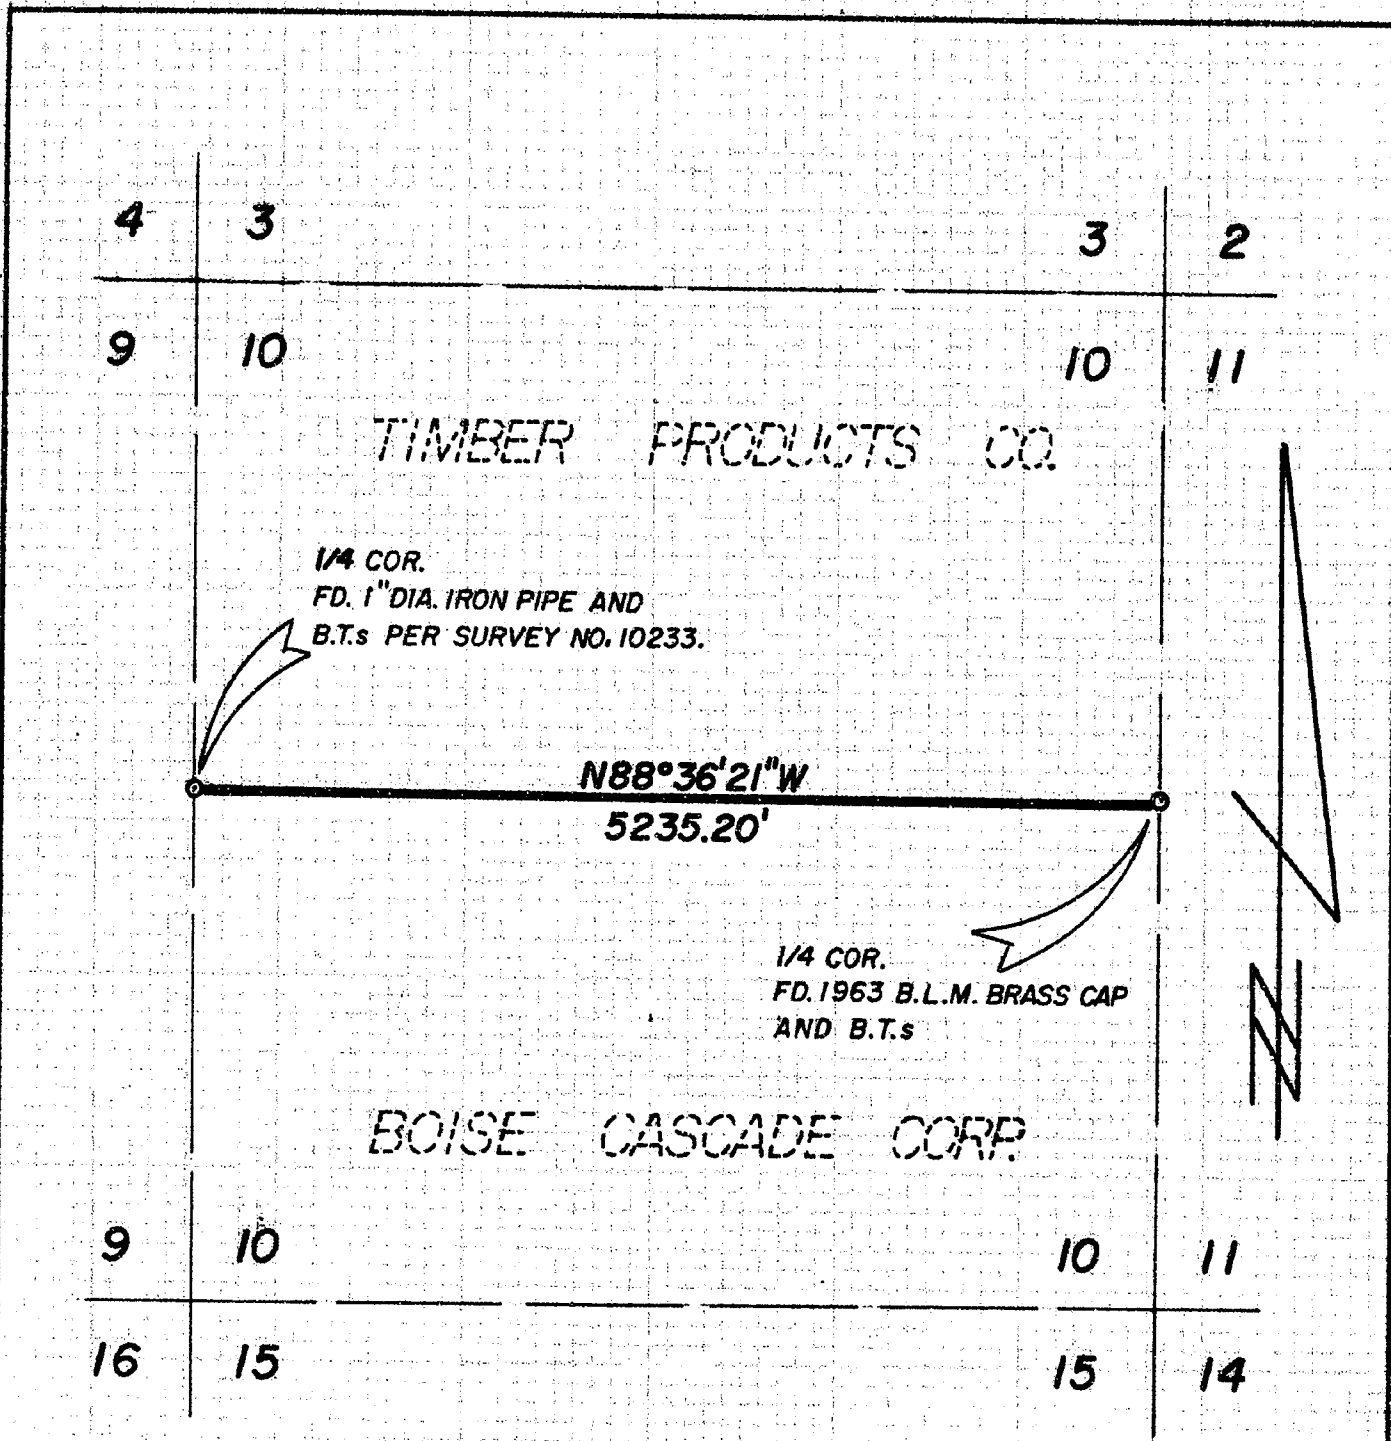 4 3 3 2
9 10 10 11
TIMBER PRODUCTS CO.
1/4 COR.
FD. 1" DIA. IRON PIPE AND
B.T.s PER SURVEY NO. 10233.
N88°36'21"W
5235.20'
1/4 COR.
FD. 1963 B.L.M. BRASS CAP
AND B.T.s
N
BOISE CASCADE CORP.
9 10 10 11
16 15 15 14